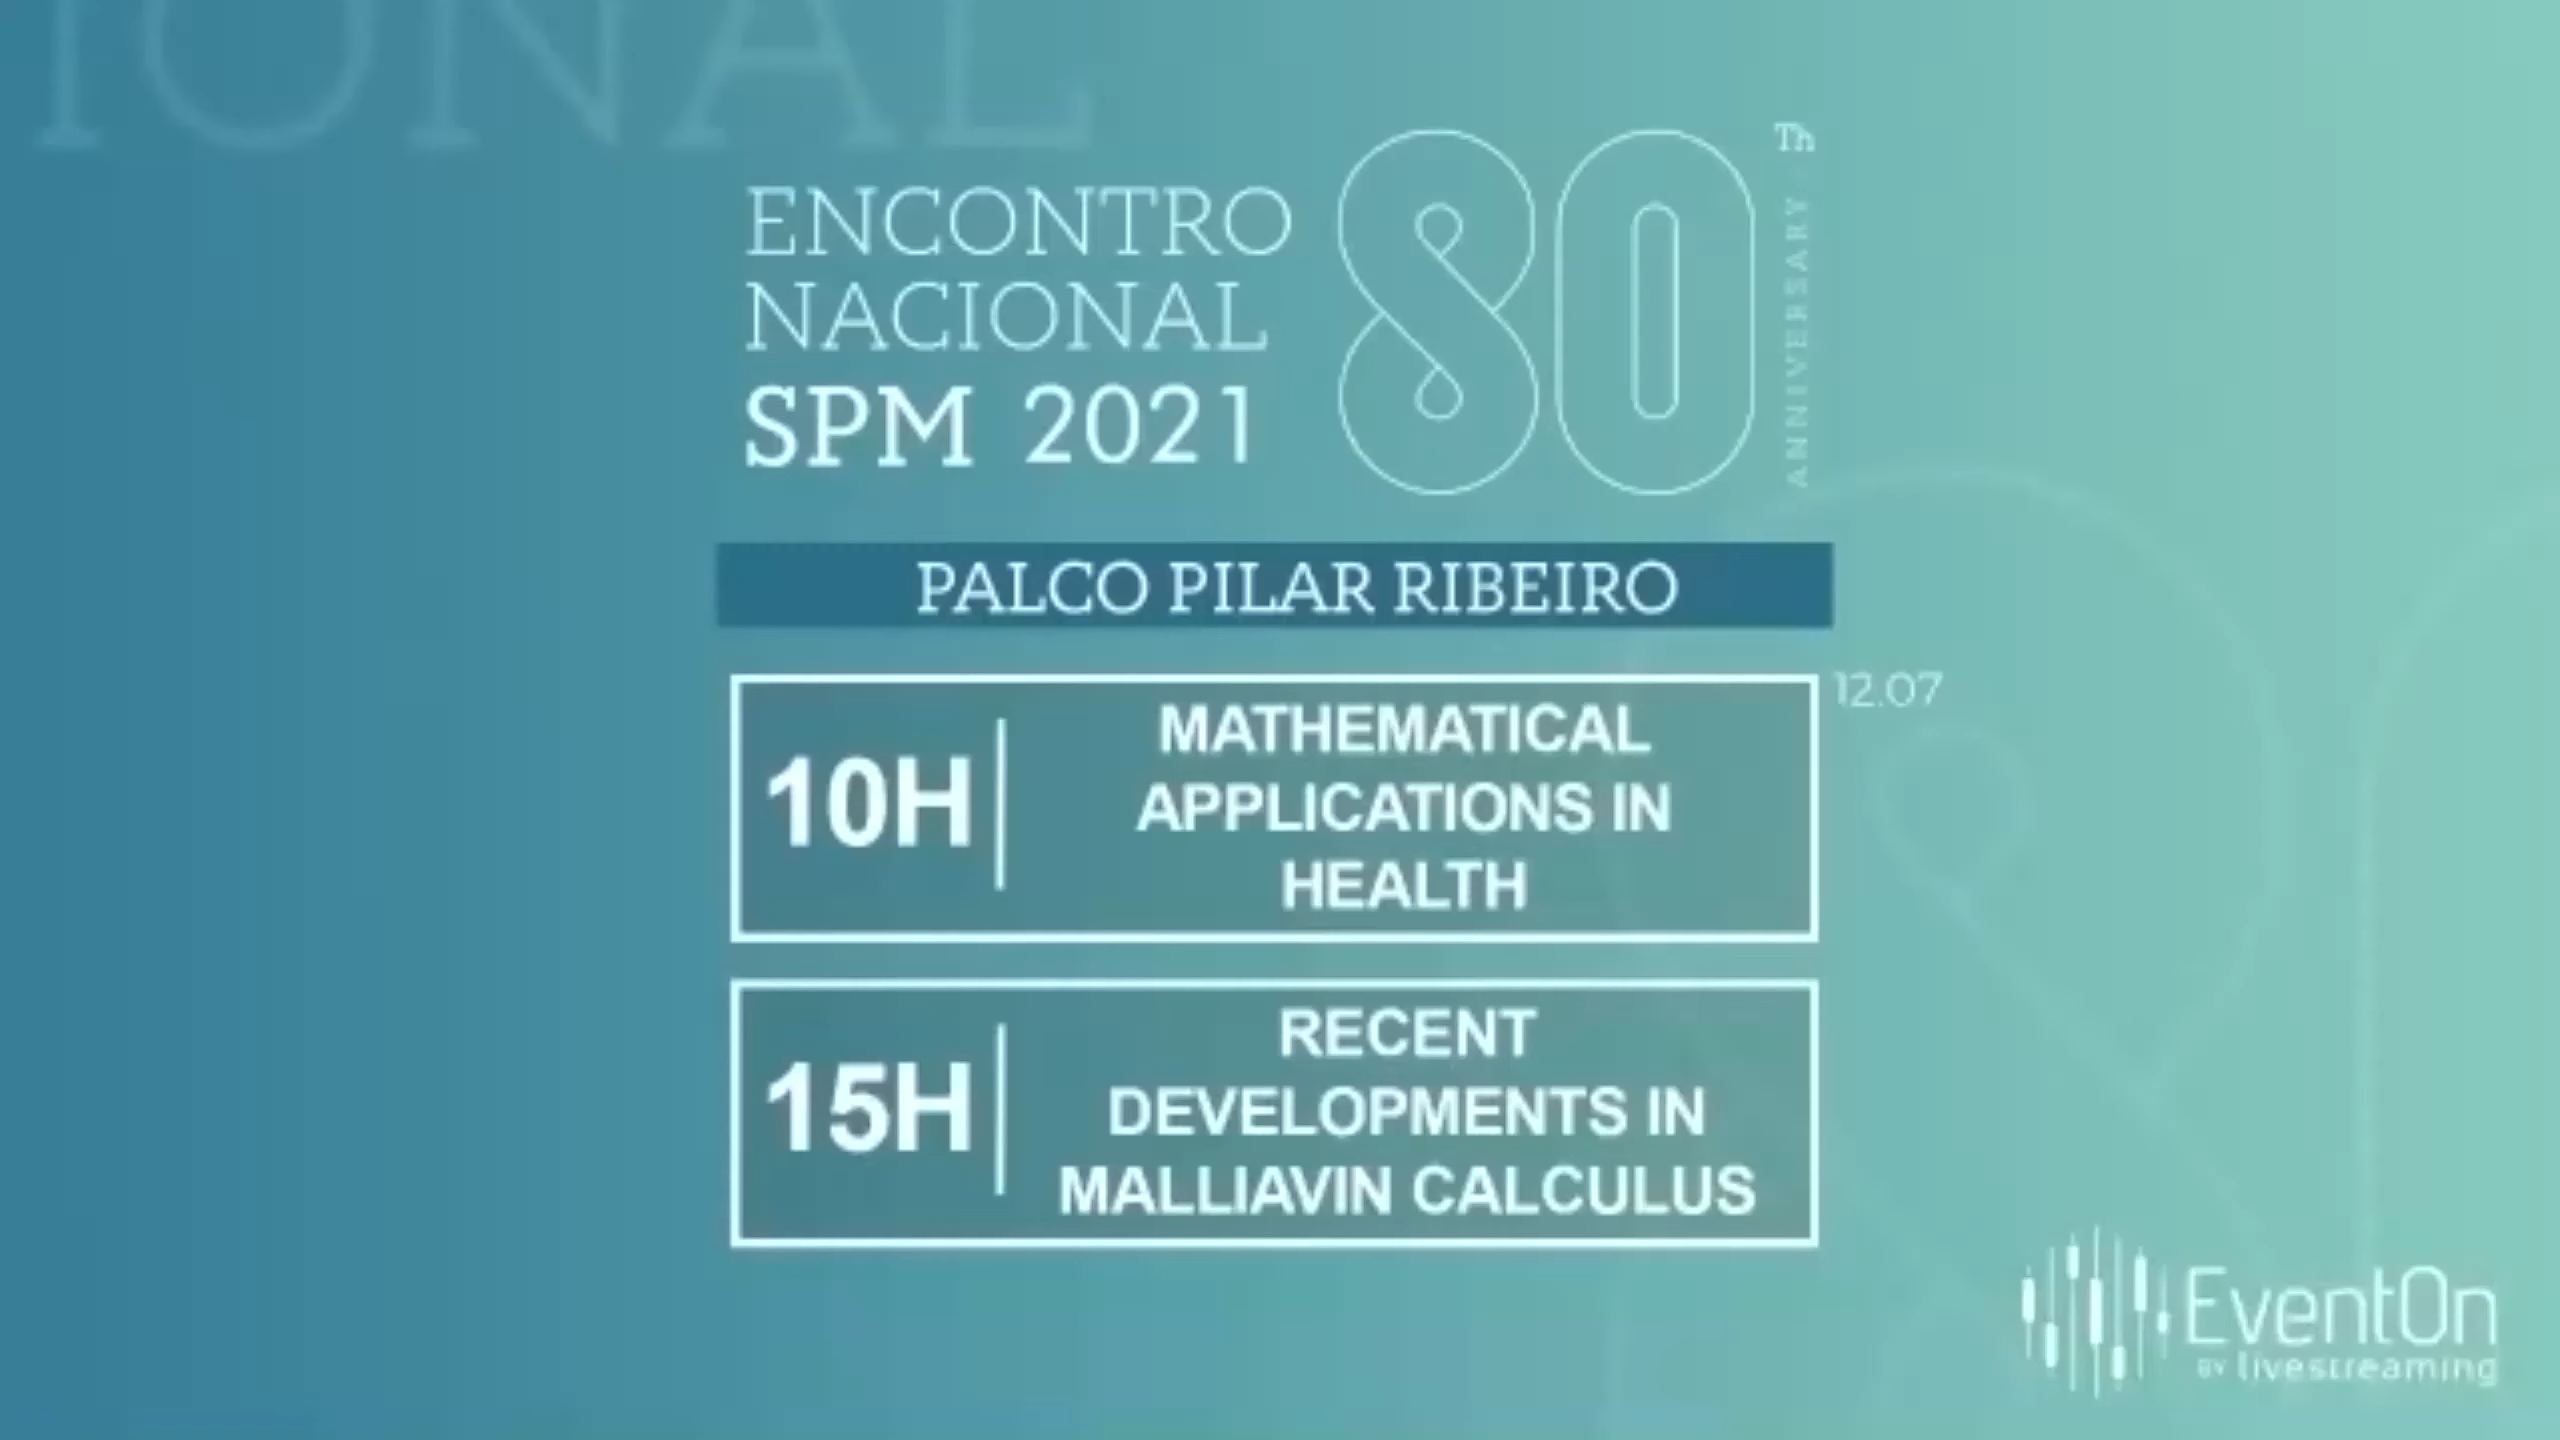 IONAL
ENCONTRO
NACIONAL
SPM 2021
80
Th
ANNIVERSARY
PALCO PILAR RIBEIRO
12.07
10H
MATHEMATICAL
APPLICATIONS IN
HEALTH
15H
RECENT
DEVELOPMENTS IN
MALLIAVIN CALCULUS
EventOn
BY livestreaming